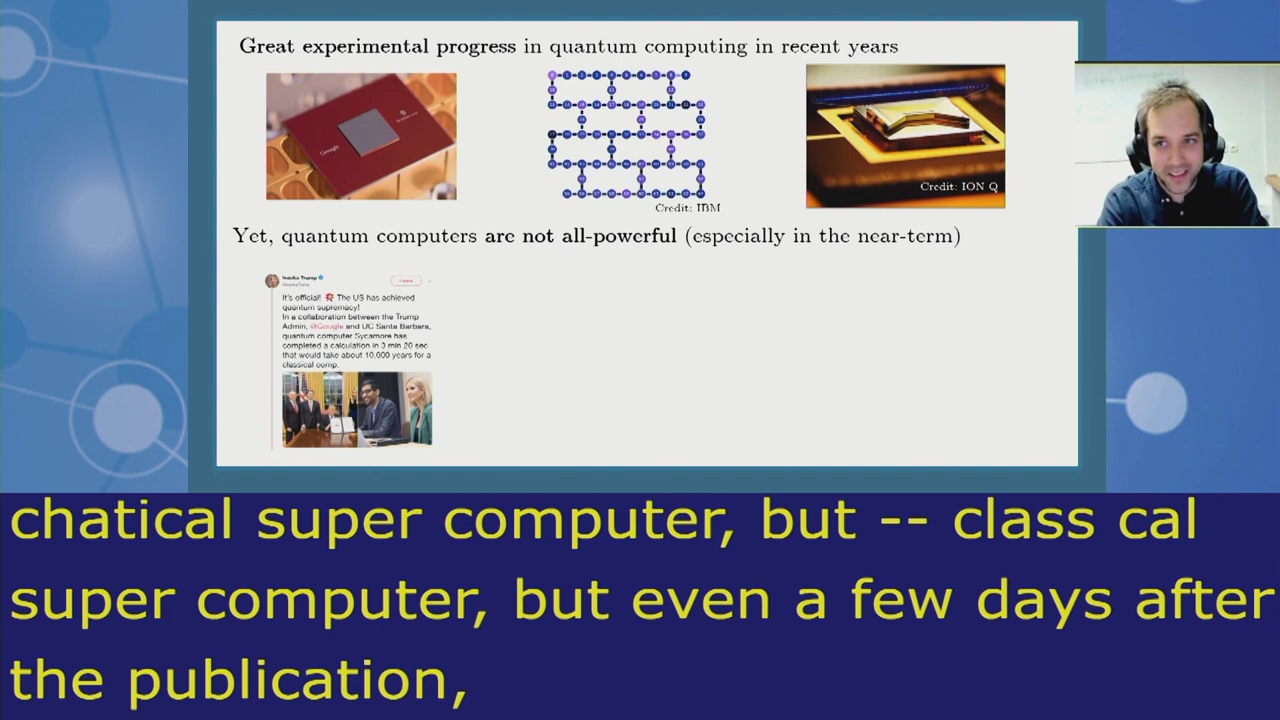 Great experimental progress in quantum computing in recent years
Google
Credit: IBM
Credit: ION Q
Yet, quantum computers are not all-powerful (especially in the near-term)
Ivanka Trump
It's official! The US has achieved
quantum supremacy!
In a collaboration between the Trump
Admin, @Google and UC Santa Barbara,
quantum computer Sycamore has
completed a calculation in 3 min 20 sec
that would take about 10,000 years for a
classical comp.
chatical super computer, but -- class cal
super computer, but even a few days after
the publication,